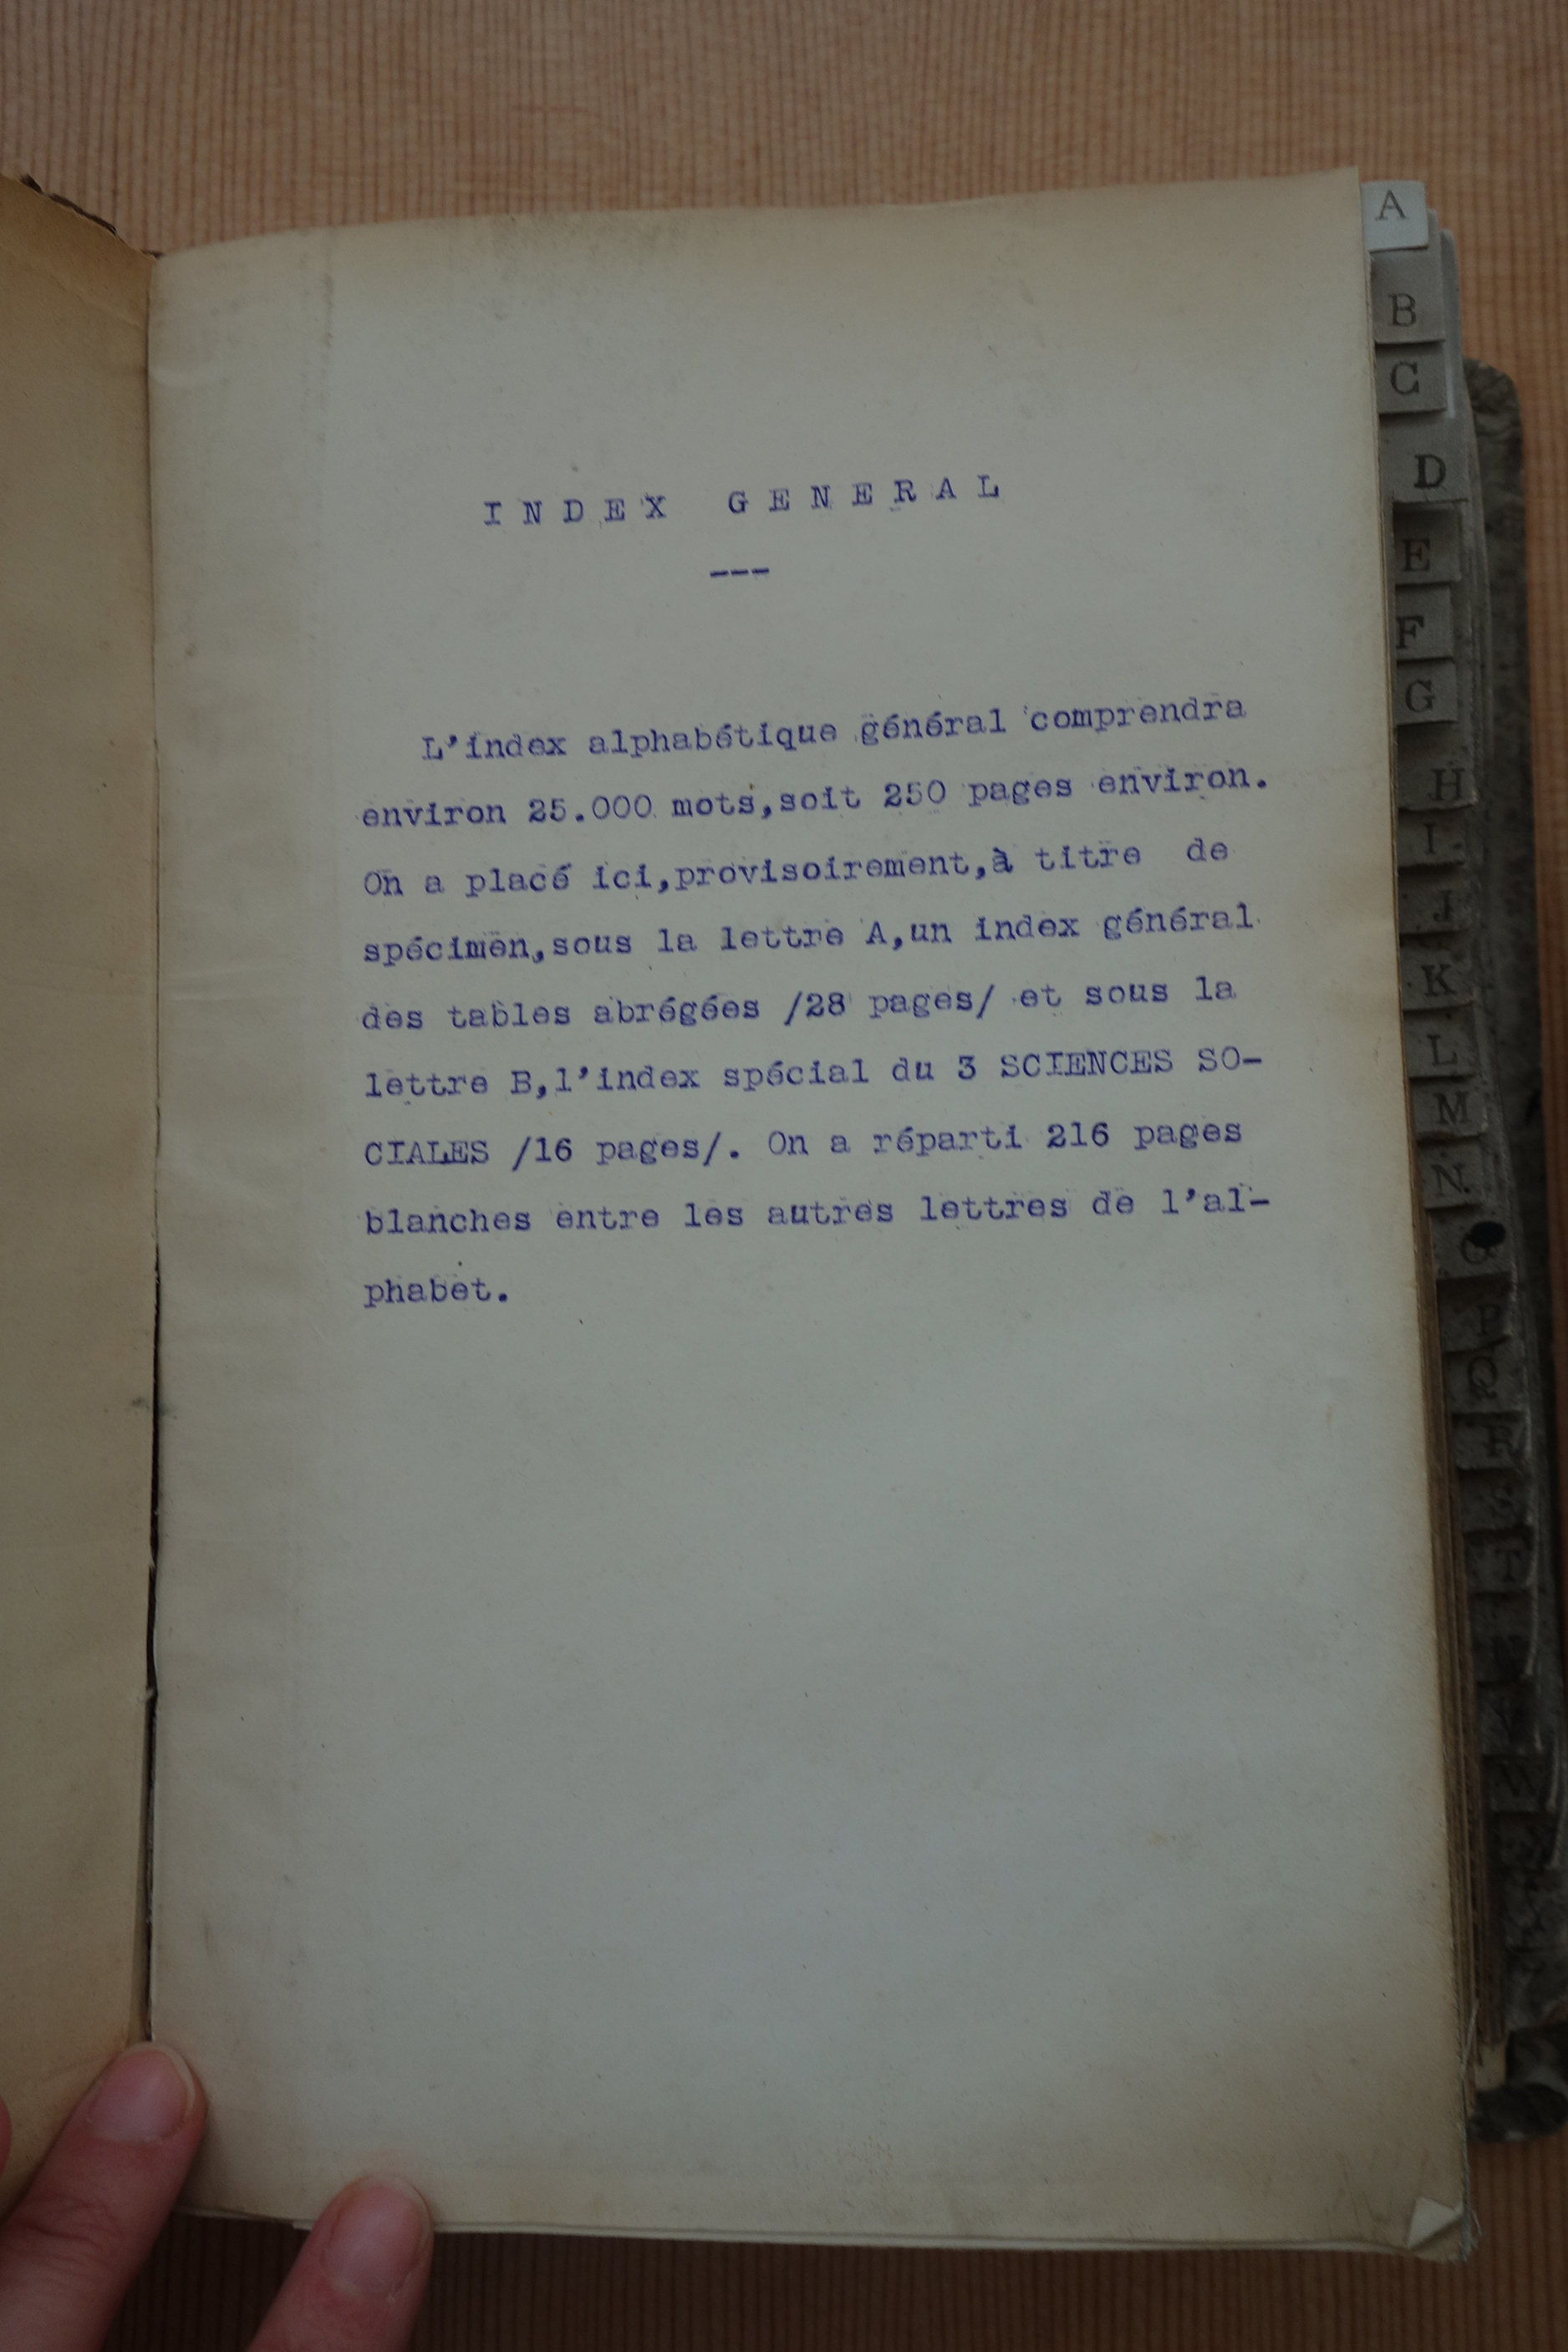 INDEX GENERAL
---
L'index alphabétique général comprendra
environ 25.000 mots,soit 250 pages environ.
On a placé ici,provisoirement,à titre de
spécimen,sous la lettre A,un index général
des tables abrégées /28 pages/ et sous la
lettre B,l'index spécial du 3 SCIENCES SO-
CIALES /16 pages/. On a réparti 216 pages
blanches entre les autres lettres de l'al-
phabet.
A
B
C
D
E
F
G
H
I
J
K
L
M
N
O
P
Q
R
S
T